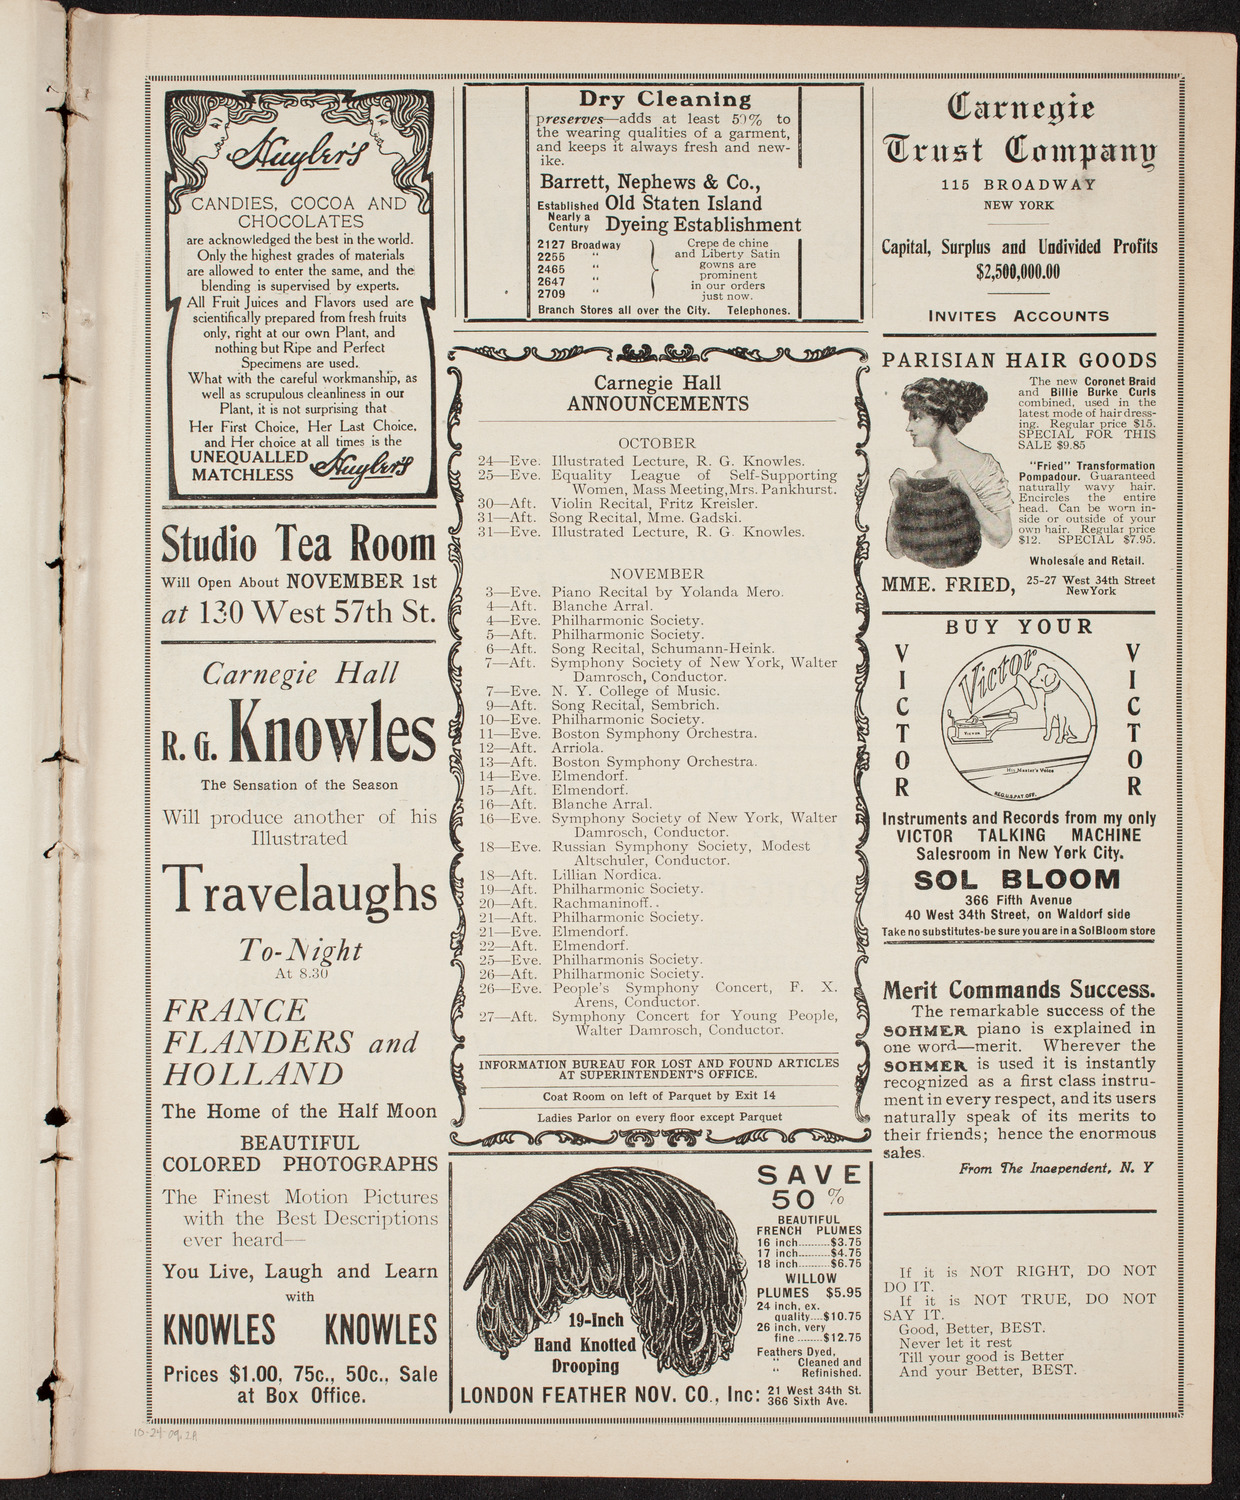 Huyler's
CANDIES, COCOA AND
CHOCOLATES
are acknowledged the best in the world.
Only the highest grades of materials
are allowed to enter the same, and the
blending is supervised by experts.
All Fruit Juices and Flavors used are
scientifically prepared from fresh fruits
only, right at our own Plant, and
nothing but Ripe and Perfect
Specimens are used.
What with the careful workmanship, as
well as scrupulous cleanliness in our
Plant, it is not surprising that
Her First Choice, Her Last Choice,
and Her choice at all times is the
UNEQUALLED
MATCHLESS Huyler's
Studio Tea Room
Will Open About NOVEMBER 1st
at 130 West 57th St.
Carnegie Hall
R. G. Knowles
The Sensation of the Season
Will produce another of his
Illustrated
Travelaughs
To-Night
At 8.30
FRANCE
FLANDERS and
HOLLAND
The Home of the Half Moon
BEAUTIFUL
COLORED PHOTOGRAPHS
The Finest Motion Pictures
with the Best Descriptions
ever heard—
You Live, Laugh and Learn
with
KNOWLES KNOWLES
Prices $1.00, 75c., 50c., Sale
at Box Office.
Dry Cleaning
preserves—adds at least 50% to
the wearing qualities of a garment,
and keeps it always fresh and new-
ike.
Barrett, Nephews & Co.,
Established Nearly a Century Old Staten Island
Dyeing Establishment
2127 Broadway
2255 "
2465 "
2647 "
2709 "
Crepe de chine
and Liberty Satin
gowns are
prominent
in our orders
just now.
Branch Stores all over the City. Telephones.
Carnegie Hall
ANNOUNCEMENTS
OCTOBER
24—Eve. Illustrated Lecture, R. G. Knowles.
25—Eve. Equality League of Self-Supporting
Women, Mass Meeting, Mrs. Pankhurst.
30—Aft. Violin Recital, Fritz Kreisler.
31—Aft. Song Recital, Mme. Gadski.
31—Eve. Illustrated Lecture, R. G. Knowles.
NOVEMBER
3—Eve. Piano Recital by Yolanda Mero.
4—Aft. Blanche Arral.
4—Eve. Philharmonic Society.
5—Aft. Philharmonic Society.
6—Aft. Song Recital, Schumann-Heink.
7—Aft. Symphony Society of New York, Walter
Damrosch, Conductor.
7—Eve. N. Y. College of Music.
9—Aft. Song Recital, Sembrich.
10—Eve. Philharmonic Society.
11—Eve. Boston Symphony Orchestra.
12—Aft. Arriola.
13—Aft. Boston Symphony Orchestra.
14—Eve. Elmendorf.
15—Aft. Elmendorf.
16—Aft. Blanche Arral.
16—Eve. Symphony Society of New York, Walter
Damrosch, Conductor.
18—Eve. Russian Symphony Society, Modest
Altschuler, Conductor.
18—Aft. Lillian Nordica.
19—Aft. Philharmonic Society.
20—Aft. Rachmaninoff..
21—Aft. Philharmonic Society.
21—Eve. Elmendorf.
22—Aft. Elmendorf.
25—Eve. Philharmonis Society.
26—Aft. Philharmonic Society.
26—Eve. People's Symphony Concert, F. X.
Arens, Conductor.
27—Aft. Symphony Concert for Young People,
Walter Damrosch, Conductor.
INFORMATION BUREAU FOR LOST AND FOUND ARTICLES
AT SUPERINTENDENT'S OFFICE.
Coat Room on left of Parquet by Exit 14
Ladies Parlor on every floor except Parquet
19-Inch
Hand Knotted
Drooping
SAVE
50%
BEAUTIFUL
FRENCH PLUMES
16 inch..........$3.75
17 inch..........$4.75
18 inch..........$6.75
WILLOW
PLUMES $5.95
24 inch, ex.
quality....$10.75
26 inch, very
fine ........$12.75
Feathers Dyed,
" Cleaned and
" Refinished.
LONDON FEATHER NOV. CO., Inc: 21 West 34th St.
366 Sixth Ave.
Carnegie
Trust Company
115 BROADWAY
NEW YORK
Capital, Surplus and Undivided Profits
$2,500,000.00
INVITES ACCOUNTS
PARISIAN HAIR GOODS
The new Coronet Braid
and Billie Burke Curls
combined, used in the
latest mode of hair dress-
ing. Regular price $15.
SPECIAL FOR THIS
SALE $9.85
"Fried" Transformation
Pompadour. Guaranteed
naturally wavy hair.
Encircles the entire
head. Can be worn in-
side or outside of your
own hair. Regular price
$12. SPECIAL $7.95.
Wholesale and Retail.
MME. FRIED, 25-27 West 34th Street
New York
BUY YOUR
VICTOR
Victor
VICTOR
His Master's Voice
REG.U.S.PAT.OFF.
Instruments and Records from my only
VICTOR TALKING MACHINE
Salesroom in New York City.
SOL BLOOM
366 Fifth Avenue
40 West 34th Street, on Waldorf side
Take no substitutes-be sure you are in a Sol Bloom store
Merit Commands Success.
The remarkable success of the
SOHMER piano is explained in
one word—merit. Wherever the
SOHMER is used it is instantly
recognized as a first class instru-
ment in every respect, and its users
naturally speak of its merits to
their friends; hence the enormous
sales.
From The Inaependent, N. Y
If it is NOT RIGHT, DO NOT
DO IT.
If it is NOT TRUE, DO NOT
SAY IT.
Good, Better, BEST.
Never let it rest
Till your good is Better
And your Better, BEST.
10-24-09,2A